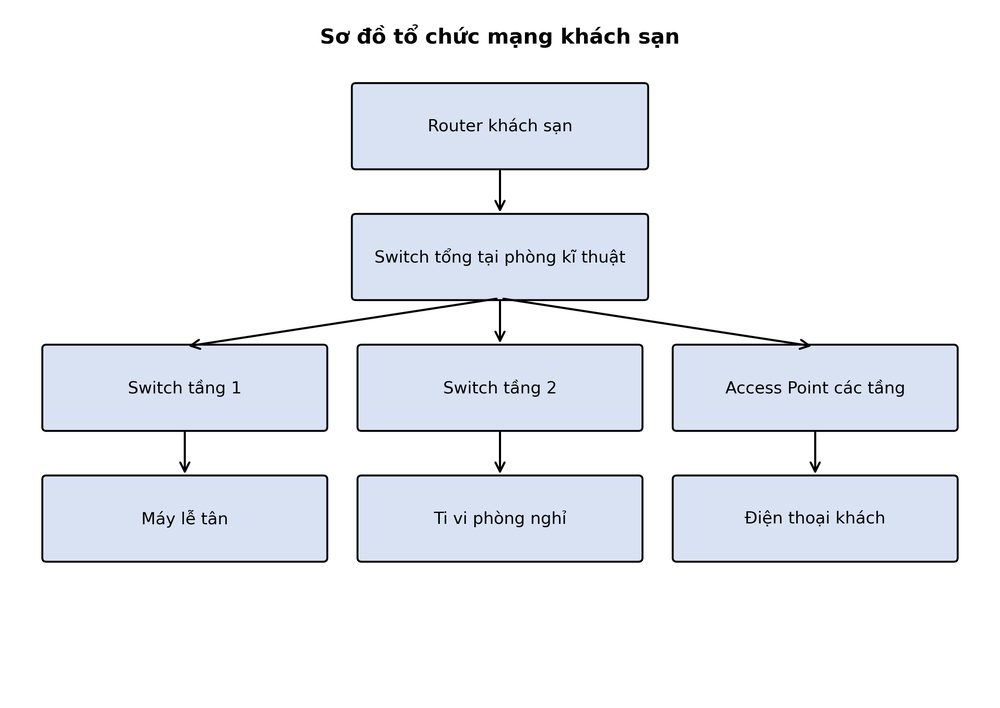 Sơ đồ tổ chức mạng khách sạn
Router khách sạn
Switch tổng tại phòng kĩ thuật
Switch tầng 1
Switch tầng 2
Access Point các tầng
Máy lễ tân
Ti vi phòng nghỉ
Điện thoại khách